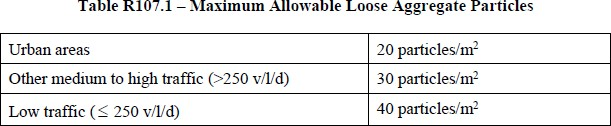 Table R107.1 – Maximum Allowable Loose Aggregate Particles
Urban areas 20 particles/m²
Other medium to high traffic (>250 v/l/d) 30 particles/m²
Low traffic (≤ 250 v/l/d) 40 particles/m²